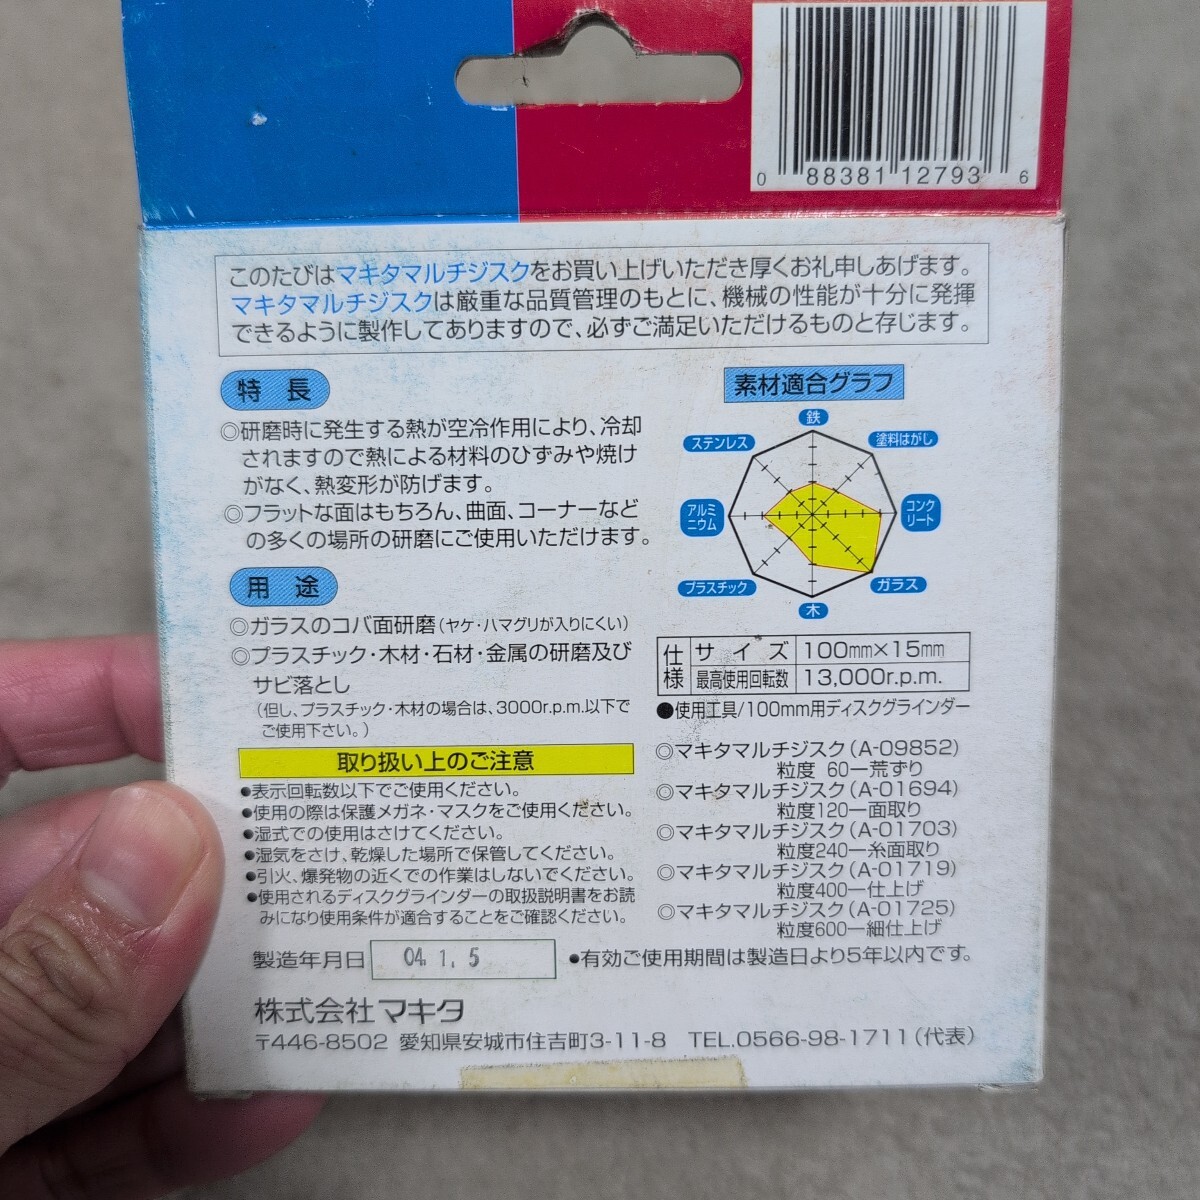 0 88381 12793 6
このたびはマキタマルチジスクをお買い上げいただき厚くお礼申しあげます。
マキタマルチジスクは厳重な品質管理のもとに、機械の性能が十分に発揮
できるように製作してありますので、必ずご満足いただけるものと存じます。
特長
◎研磨時に発生する熱が空冷作用により、冷却
されますので熱による材料のひずみや焼け
がなく、熱変形が防げます。
◎フラットな面はもちろん、曲面、コーナーなど
の多くの場所の研磨にご使用いただけます。
用途
◎ガラスのコバ面研磨(ヤケ・ハマグリが入りにくい)
◎プラスチック・木材・石材・金属の研磨及び
サビ落とし
(但し、プラスチック・木材の場合は、3000r.p.m.以下で
ご使用下さい。)
取り扱い上のご注意
●表示回転数以下でご使用ください。
●使用の際は保護メガネ・マスクをご使用ください。
●湿式での使用はさけてください。
●湿気をさけ、乾燥した場所で保管してください。
●引火、爆発物の近くでの作業はしないでください。
●使用されるディスクグラインダーの取扱説明書をお読
みになり使用条件が適合することをご確認ください。
素材適合グラフ
鉄
塗料はがし
コンク
リート
ガラス
木
プラスチック
アルミ
ニウム
ステンレス
仕様
サイズ 100mm×15mm
最高使用回転数 13,000r.p.m.
●使用工具/100mm用ディスクグラインダー
◎マキタマルチジスク(A-09852)
粒度 60―荒ずり
◎マキタマルチジスク(A-01694)
粒度120―面取り
◎マキタマルチジスク(A-01703)
粒度240―糸面取り
◎マキタマルチジスク(A-01719)
粒度400―仕上げ
◎マキタマルチジスク(A-01725)
粒度600―細仕上げ
製造年月日 04.1.5 ●有効ご使用期間は製造日より5年以内です。
株式会社マキタ
〒446-8502 愛知県安城市住吉町3-11-8 TEL.0566-98-1711(代表)